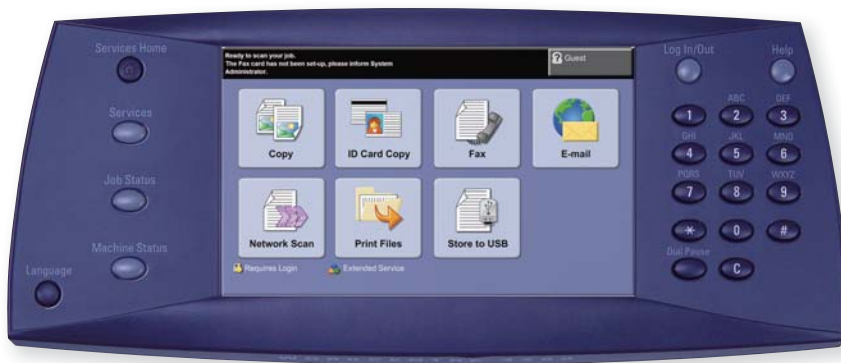 Services Home
Services
Job Status
Machine Status
Language
Ready to scan your job.
The Fax card has not been set-up, please inform System
Administrator.
? Guest
Copy
ID Card Copy
Fax
E-mail
Network Scan
Print Files
Store to USB
Requires Login
Extended Service
Log In/Out
Help
ABC DEF
1 2 3
GHI JKL MNO
4 5 6
PQRS TUV WXYZ
7 8 9
* 0 #
Dial Pause
C